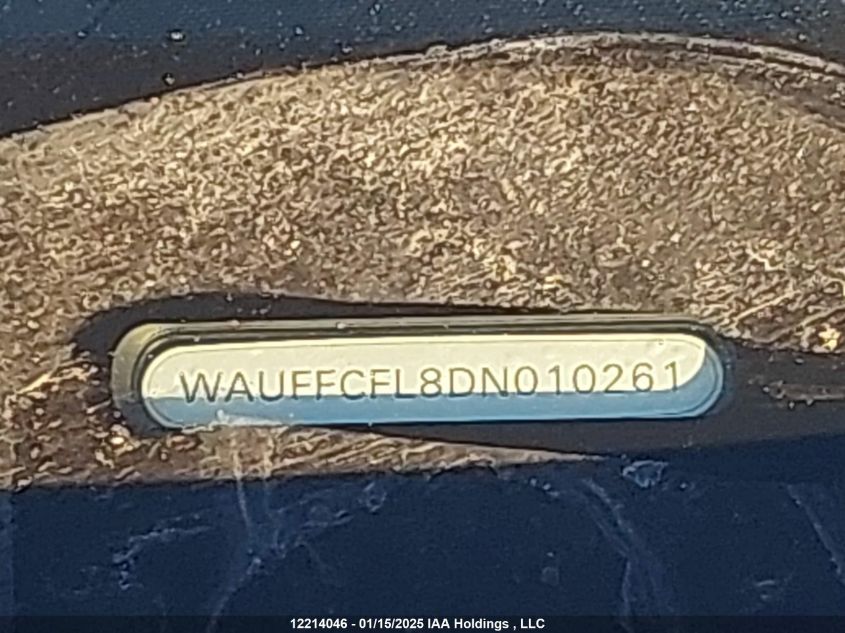 WAUFFCFL8DN010261
12214046 - 01/15/2025 IAA Holdings , LLC